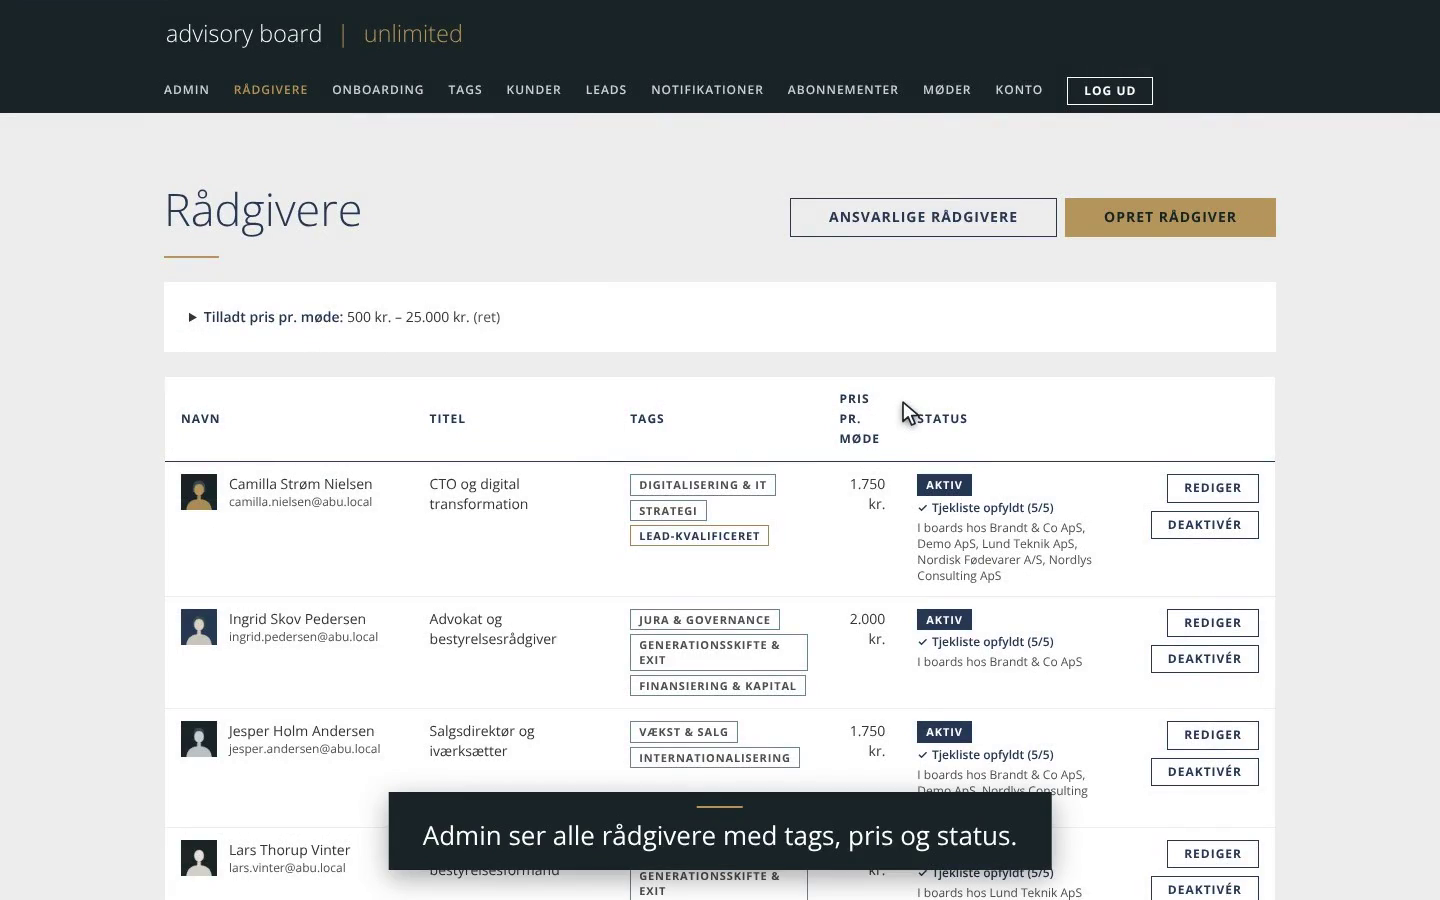 advisory board | unlimited
ADMIN RÅDGIVERE ONBOARDING TAGS KUNDER LEADS NOTIFIKATIONER ABONNEMENTER MØDER KONTO LOG UD
Rådgivere
ANSVARLIGE RÅDGIVERE
OPRET RÅDGIVER
Tilladt pris pr. møde: 500 kr. – 25.000 kr. (ret)
NAVN
TITEL
TAGS
PRIS
PR.
MØDE
STATUS
Camilla Strøm Nielsen
camilla.nielsen@abu.local
CTO og digital
transformation
DIGITALISERING & IT
STRATEGI
LEAD-KVALIFICERET
1.750
kr.
AKTIV
✓ Tjekliste opfyldt (5/5)
I boards hos Brandt & Co ApS,
Demo ApS, Lund Teknik ApS,
Nordisk Fødevarer A/S, Nordlys
Consulting ApS
REDIGER
DEAKTIVÉR
Ingrid Skov Pedersen
ingrid.pedersen@abu.local
Advokat og
bestyrelsesrådgiver
JURA & GOVERNANCE
GENERATIONSSKIFTE &
EXIT
FINANSIERING & KAPITAL
2.000
kr.
AKTIV
✓ Tjekliste opfyldt (5/5)
I boards hos Brandt & Co ApS
REDIGER
DEAKTIVÉR
Jesper Holm Andersen
jesper.andersen@abu.local
Salgsdirektør og
iværksætter
VÆKST & SALG
INTERNATIONALISERING
1.750
kr.
AKTIV
✓ Tjekliste opfyldt (5/5)
I boards hos Brandt & Co ApS,
Demo ApS, Nordlys Consulting
REDIGER
DEAKTIVÉR
Lars Thorup Vinter
lars.vinter@abu.local
bestyrelsesformand
GENERATIONSSKIFTE &
EXIT
kr.
✓ Tjekliste opfyldt (5/5)
I boards hos Lund Teknik ApS
REDIGER
DEAKTIVÉR
Admin ser alle rådgivere med tags, pris og status.